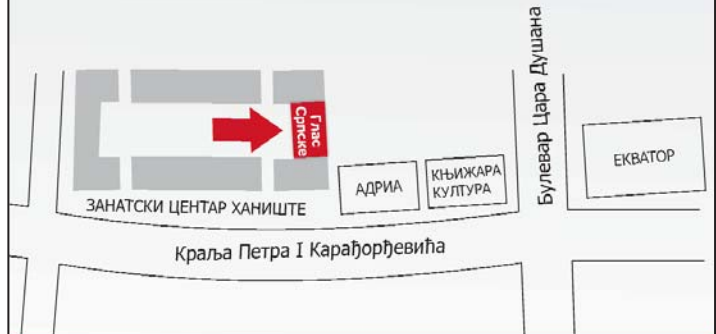 Булевар Цара Душана
Глас
Српске
АДРИА
КЊИЖАРА
КУЛТУРА
ЕКВАТОР
ЗАНАТСКИ ЦЕНТАР ХАНИШТЕ
Краља Петра I Карађорђевића